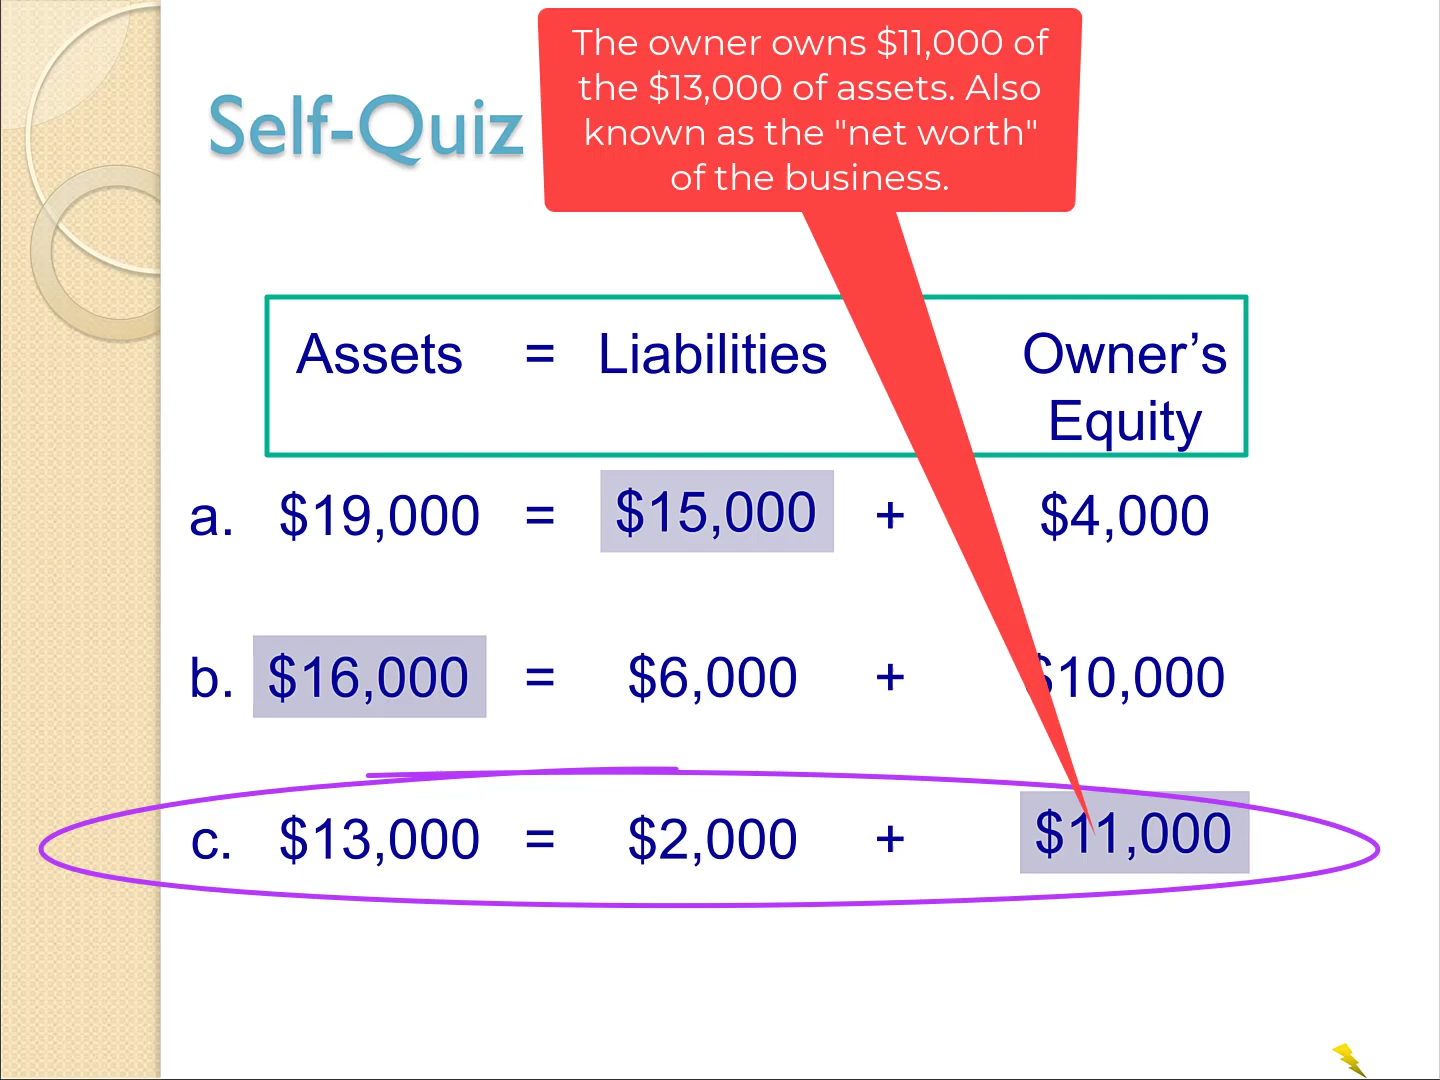 The owner owns $11,000 of
the $13,000 of assets. Also
known as the "net worth"
of the business.
Self-Quiz
Assets = Liabilities Owner’s
Equity
a. $19,000 = $15,000 + $4,000
b. $16,000 = $6,000 + $10,000
c. $13,000 = $2,000 + $11,000